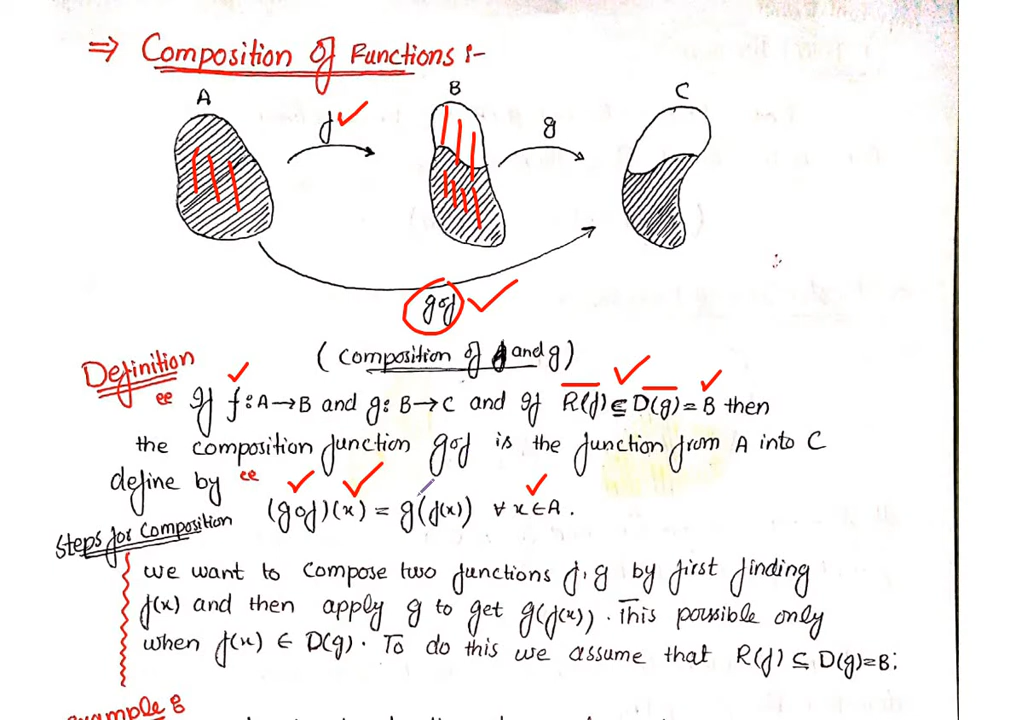 ⇒ Composition of Functions :-
A B C
f g
gof
(composition of f and g)
Definition
" If f: A→B and g: B→C and If R(f) ⊆ D(g) = B then
the composition function gof is the function from A into C
define by "
(gof)(x) = g(f(x)) ∀ x ∈ A.
Steps for Composition
we want to compose two functions f, g by first finding
f(x) and then apply g to get g(f(x)). This possible only
when f(x) ∈ D(g). To do this we assume that R(f) ⊆ D(g)=B:
Example 8